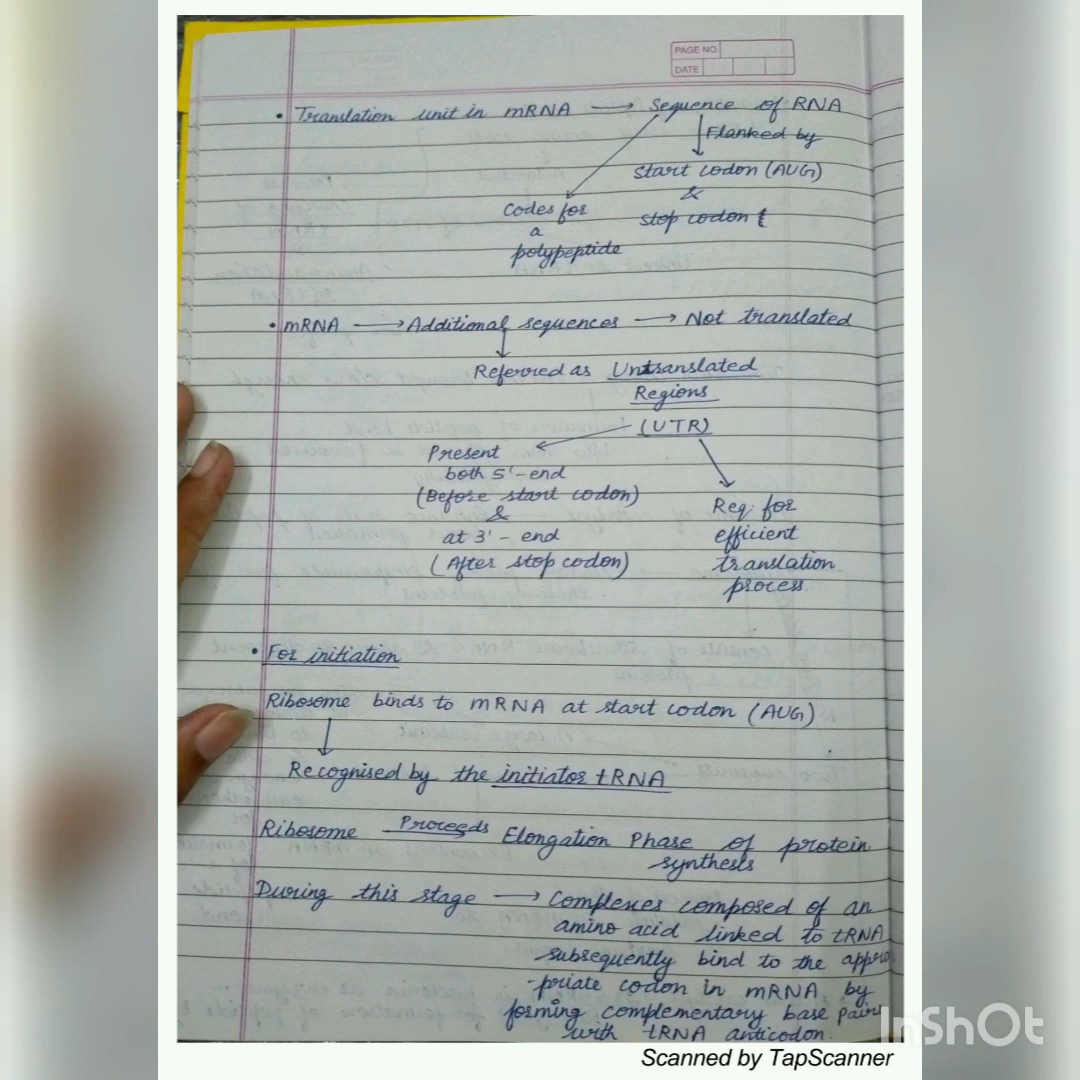 PAGE NO.
DATE
• Translation unit in mRNA → Sequence of RNA
Flanked by
Start codon (AUG)
&
stop codon
Codes for
a
polypeptide
• mRNA → Additional sequences → Not translated
Referred as Untranslated
Regions
(UTR)
Present
both 5'-end
(Before start codon)
&
at 3'- end
(After stop codon)
Req. for
efficient
translation
process.
• For initiation
Ribosome binds to mRNA at start codon (AUG)
Recognised by the initiator tRNA
Ribosome Proceeds Elongation Phase of protein
synthesis
During this stage → Complexes composed of an
amino acid linked to tRNA
subsequently bind to the appro
-priate codon in mRNA by
forming complementary base pairs
with tRNA anticodon.
InShOt
Scanned by TapScanner